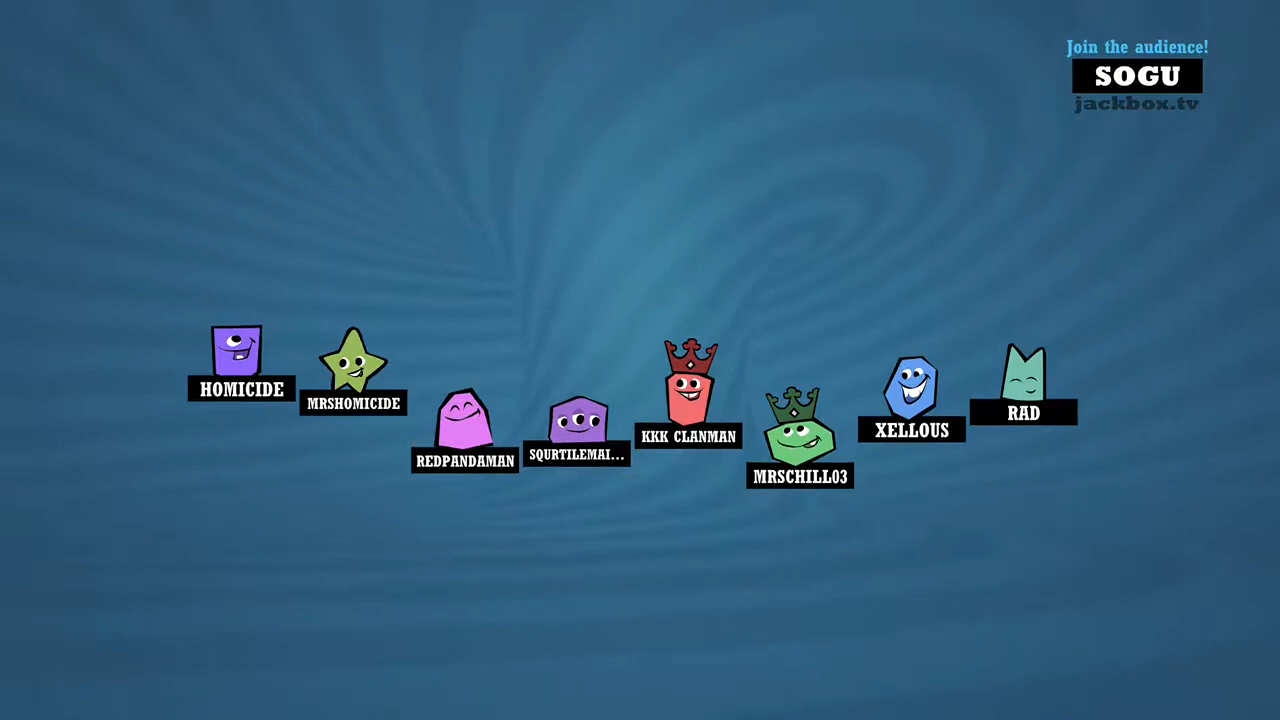 Join the audience!
SOGU
jackbox.tv
HOMICIDE
MRSHOMICIDE
REDPANDAMAN
SQURTILEMAI...
KKK CLANMAN
MRSCHILL03
XELLOUS
RAD